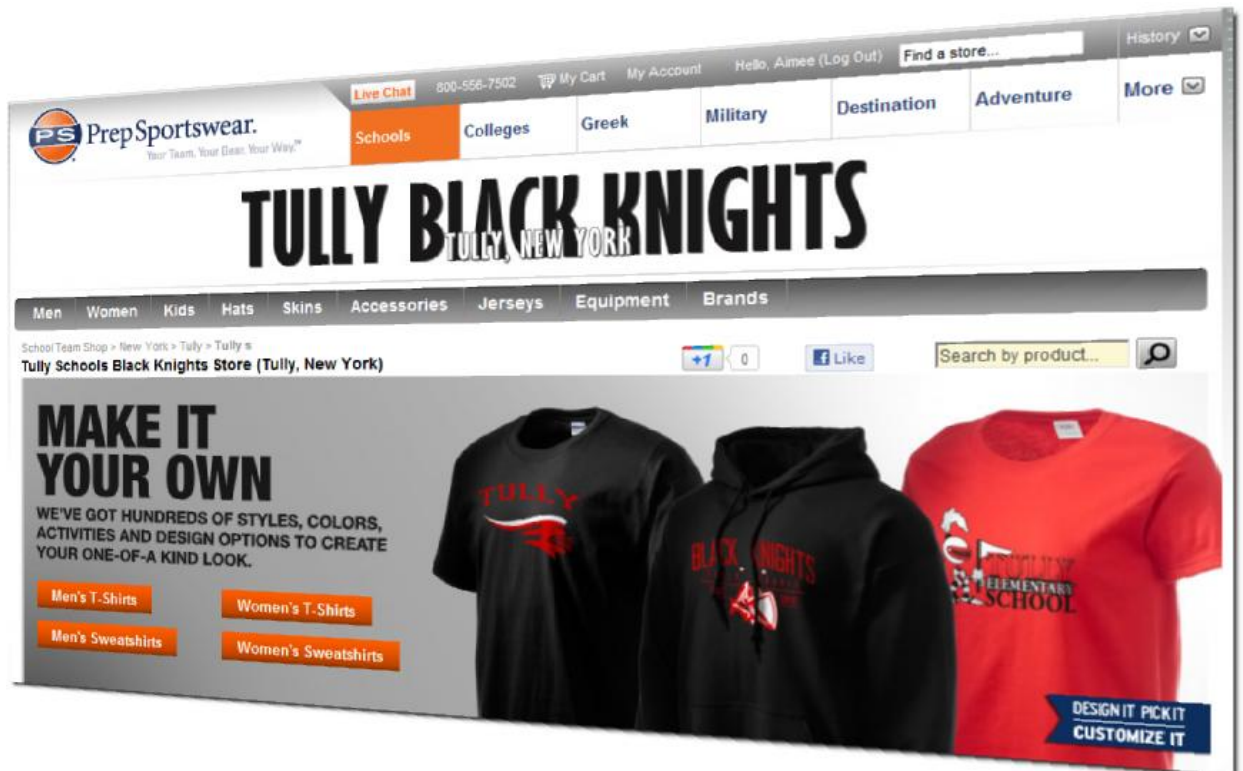 Live Chat 800-556-7502 My Cart My Account Hello, Aimee (Log Out) Find a store... History
PS PrepSportswear.
Your Team. Your Gear. Your Way.™
Schools Colleges Greek Military Destination Adventure More
TULLY BLACK KNIGHTS
TULLY, NEW YORK
Men Women Kids Hats Skins Accessories Jerseys Equipment Brands
School Team Shop > New York > Tully > Tully s
Tully Schools Black Knights Store (Tully, New York)
+1 0 Like Search by product...
MAKE IT
YOUR OWN
WE'VE GOT HUNDREDS OF STYLES, COLORS,
ACTIVITIES AND DESIGN OPTIONS TO CREATE
YOUR ONE-OF-A KIND LOOK.
Men's T-Shirts Women's T-Shirts
Men's Sweatshirts Women's Sweatshirts
TULLY
BLACK KNIGHTS
TULLY
ELEMENTARY
SCHOOL
DESIGN IT PICK IT
CUSTOMIZE IT